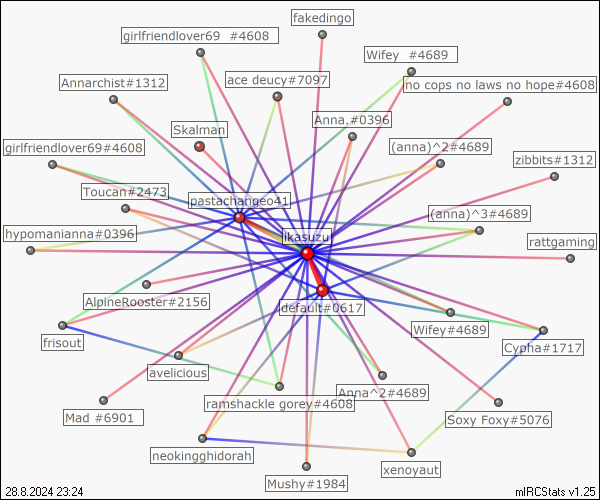 fakedingo
girlfriendlover69 #4608
Wifey #4689
Annarchist#1312
ace deucy#7097
no cops no laws no hope#4608
Skalman
Anna.#0396
girlfriendlover69#4608
(anna)^2#4689
zibbits#1312
Toucan#2473
pastachangeo41
(anna)^3#4689
hypomanianna#0396
ikasuzu
rattgaming
AlpineRooster#2156
default#0617
frisout
Wifey#4689
Cypha#1717
avelicious
Anna^2#4689
ramshackle gorey#4608
Mad #6901
Soxy Foxy#5076
neokingghidorah
xenoyaut
Mushy#1984
28.8.2024 23:24
mIRCStats v1.25